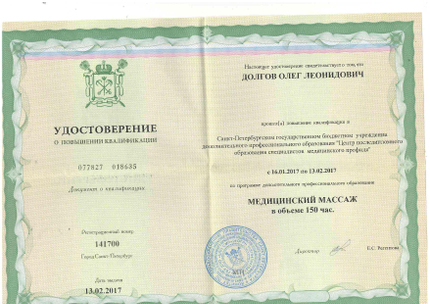 УДОСТОВЕРЕНИЕ
О ПОВЫШЕНИИ КВАЛИФИКАЦИИ
077827 018635
Документ о квалификации
Регистрационный номер
141700
Город Санкт-Петербург
Дата выдачи
13.02.2017
Настоящее удостоверение свидетельствует о том, что
ДОЛГОВ ОЛЕГ ЛЕОНИДОВИЧ
прошел(а) повышение квалификации в
Санкт-Петербургском государственном бюджетном учреждении
дополнительного профессионального образования "Центр последипломного
образования специалистов медицинского профиля"
с 16.01.2017 по 13.02.2017
по программе дополнительного профессионального образования
МЕДИЦИНСКИЙ МАССАЖ
в объеме 150 час.
Директор